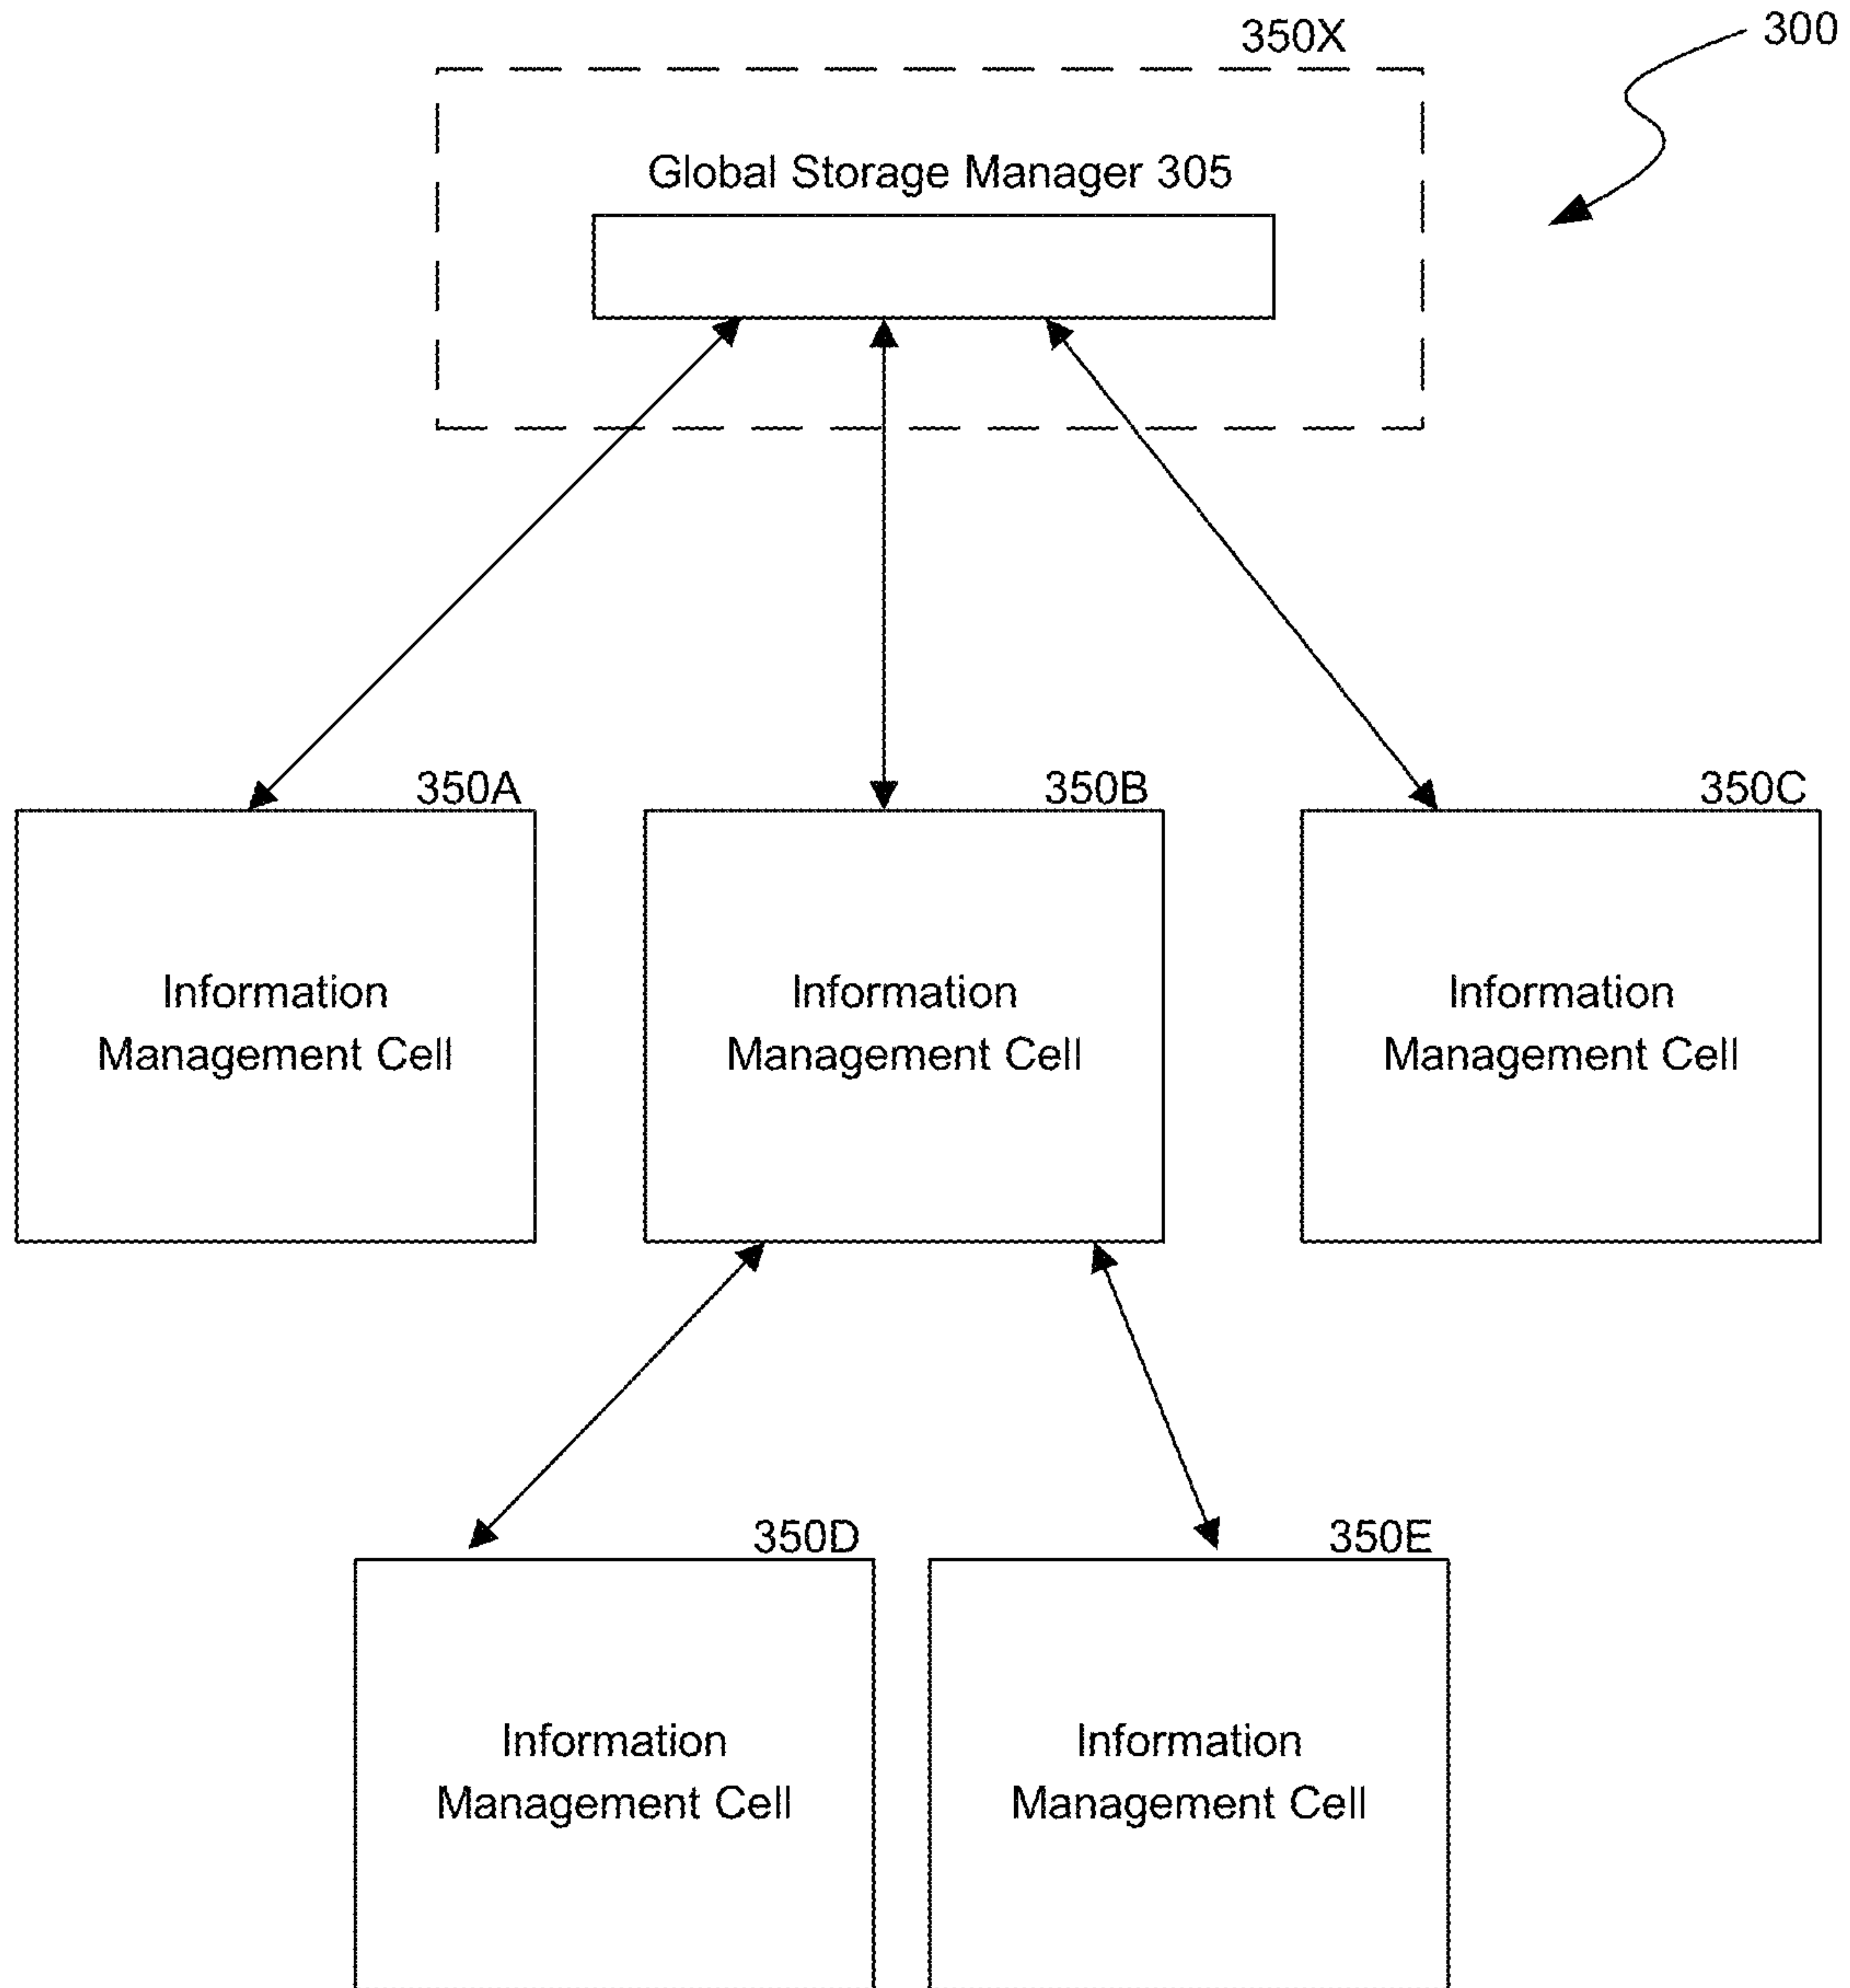 350X
300
Global Storage Manager 305
350A
350B
350C
Information
Management Cell
Information
Management Cell
Information
Management Cell
350D
350E
Information
Management Cell
Information
Management Cell